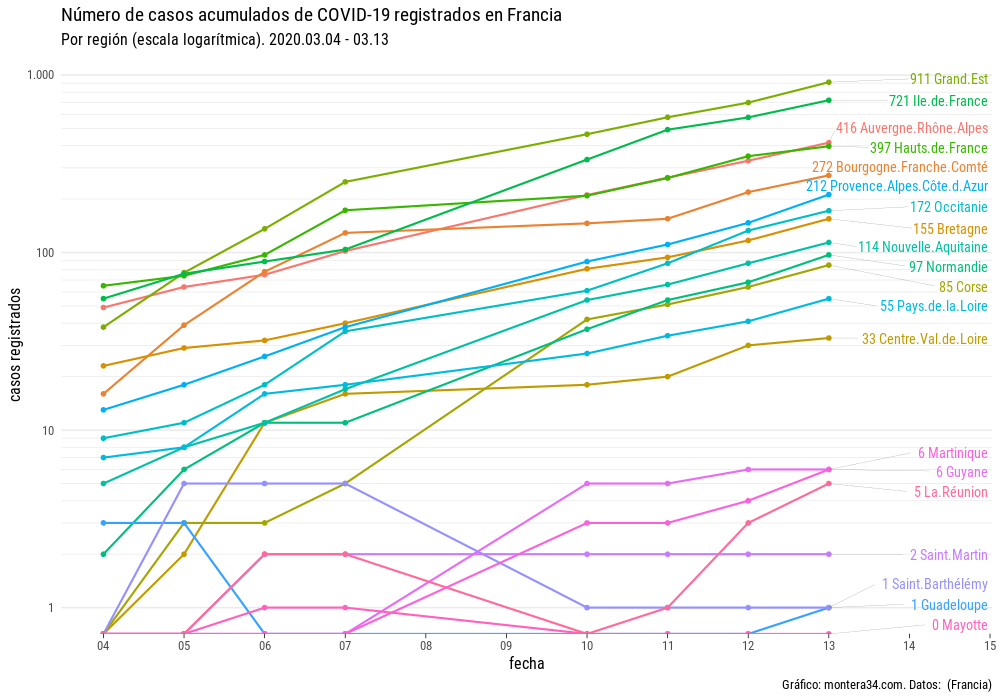 Número de casos acumulados de COVID-19 registrados en Francia
Por región (escala logarítmica). 2020.03.04 - 03.13
1.000
100
10
1
casos registrados
911 Grand.Est
721 Ile.de.France
416 Auvergne.Rhône.Alpes
397 Hauts.de.France
272 Bourgogne.Franche.Comté
212 Provence.Alpes.Côte.d.Azur
172 Occitanie
155 Bretagne
114 Nouvelle.Aquitaine
97 Normandie
85 Corse
55 Pays.de.la.Loire
33 Centre.Val.de.Loire
6 Martinique
6 Guyane
5 La.Réunion
2 Saint.Martin
1 Saint.Barthélémy
1 Guadeloupe
0 Mayotte
04 05 06 07 08 09 10 11 12 13 14 15
fecha
Gráfico: montera34.com. Datos: (Francia)